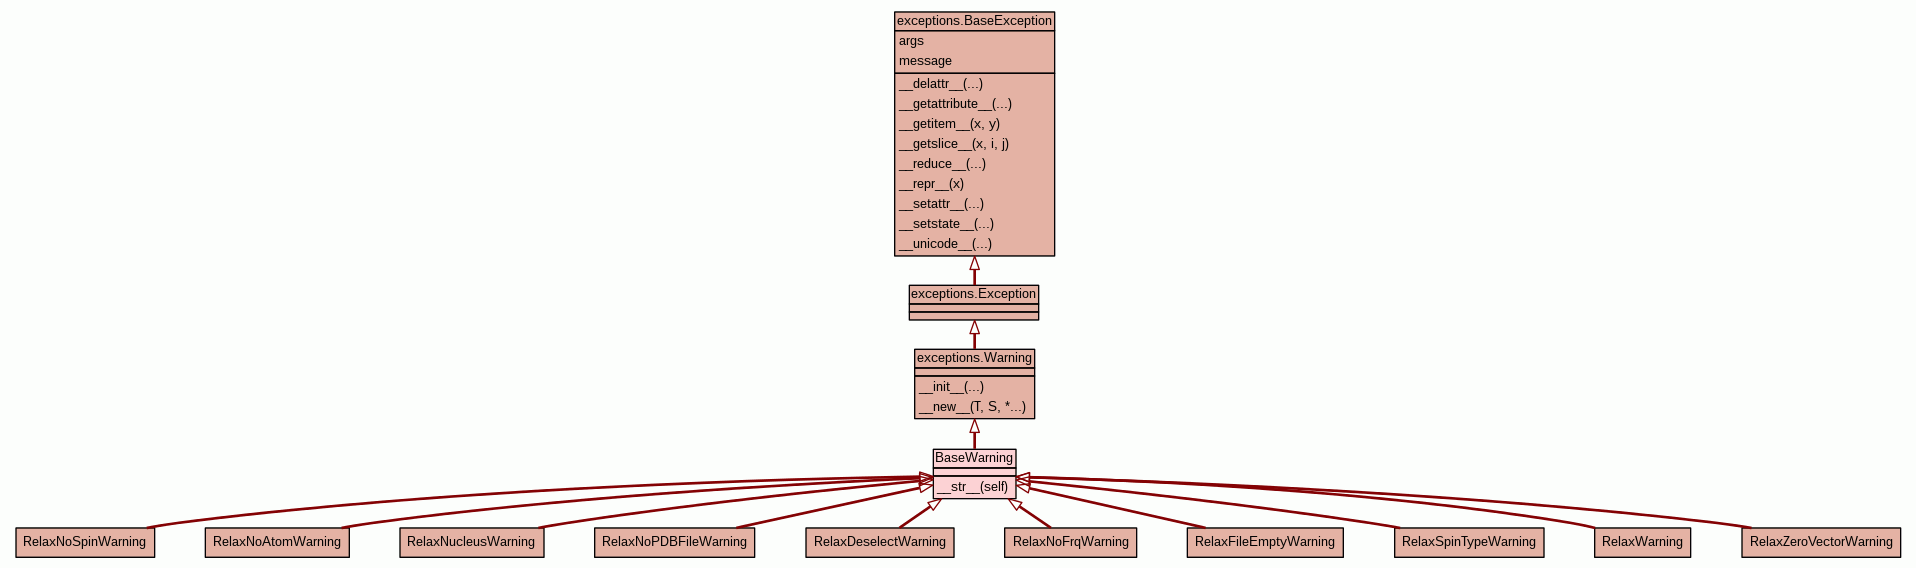 exceptions.BaseException
args
message
__delattr__(...)
__getattribute__(...)
__getitem__(x, y)
__getslice__(x, i, j)
__reduce__(...)
__repr__(x)
__setattr__(...)
__setstate__(...)
__unicode__(...)
exceptions.Exception
exceptions.Warning
__init__(...)
__new__(T, S, *...)
BaseWarning
__str__(self)
RelaxNoSpinWarning
RelaxNoAtomWarning
RelaxNucleusWarning
RelaxNoPDBFileWarning
RelaxDeselectWarning
RelaxNoFrqWarning
RelaxFileEmptyWarning
RelaxSpinTypeWarning
RelaxWarning
RelaxZeroVectorWarning